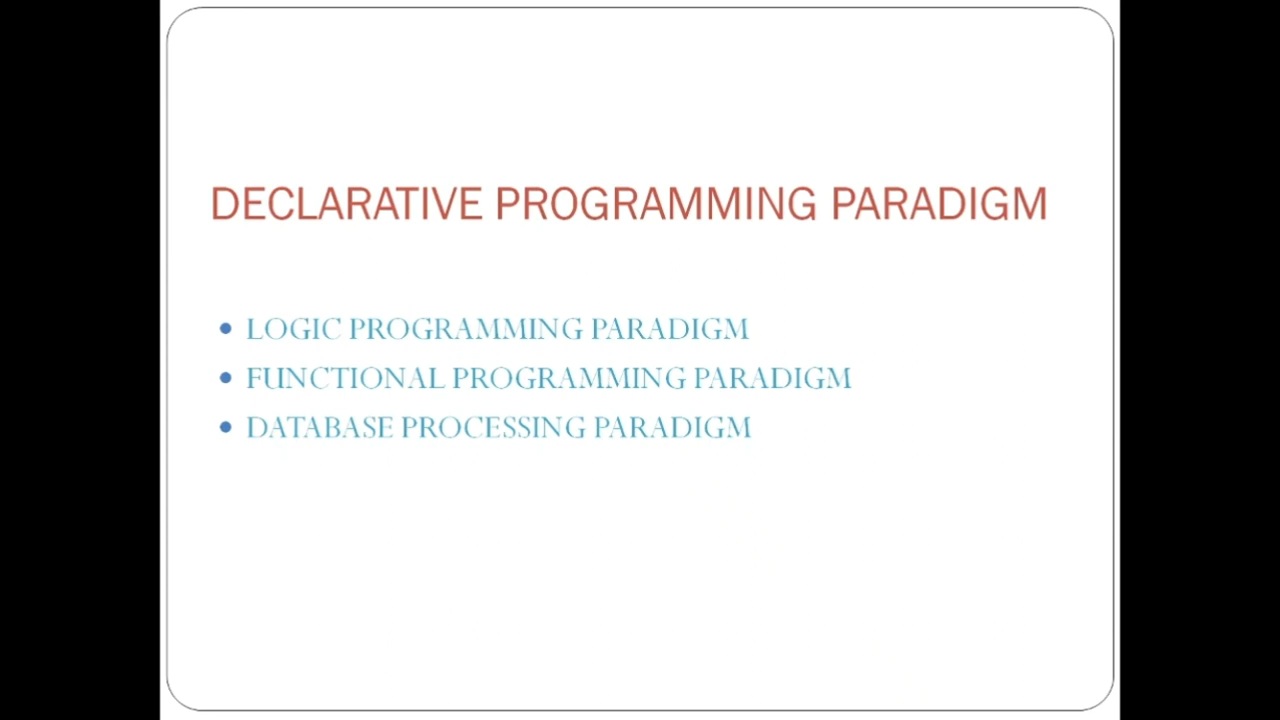 DECLARATIVE PROGRAMMING PARADIGM
LOGIC PROGRAMMING PARADIGM
FUNCTIONAL PROGRAMMING PARADIGM
DATABASE PROCESSING PARADIGM